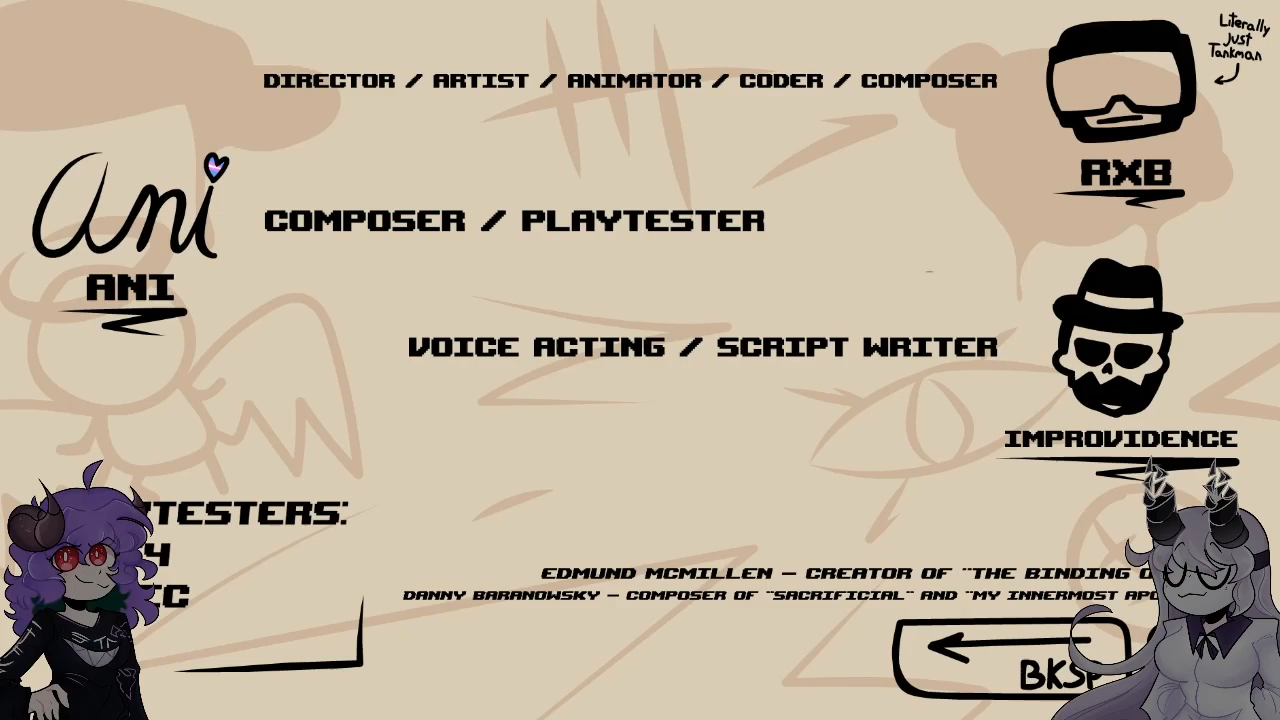 Literally
Just
Tankman
DIRECTOR / ARTIST / ANIMATOR / CODER / COMPOSER
RXB
ani
ANI
COMPOSER / PLAYTESTER
VOICE ACTING / SCRIPT WRITER
IMPROVIDENCE
TESTERS:
EDMUND MCMILLEN - CREATOR OF "THE BINDING
DANNY BARANOWSKY - COMPOSER OF "SACRIFICIAL" AND "MY INNERMOST
BKSP